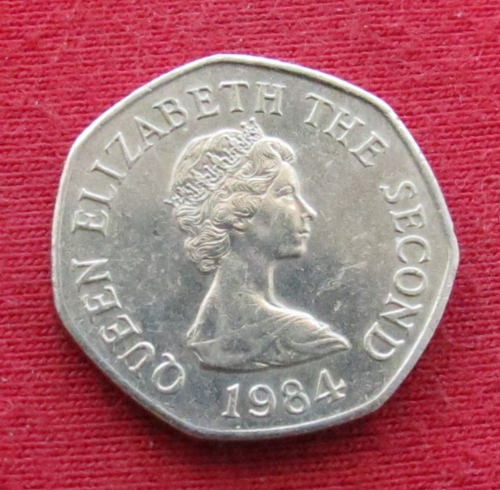 QUEEN ELIZABETH THE SECOND
1984